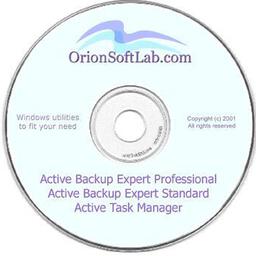 OrionSoftLab.com
Windows utilities
to fit your need
Copyright (c) 2001
All rights reserved
Active Backup Expert Professional
Active Backup Expert Standard
Active Task Manager